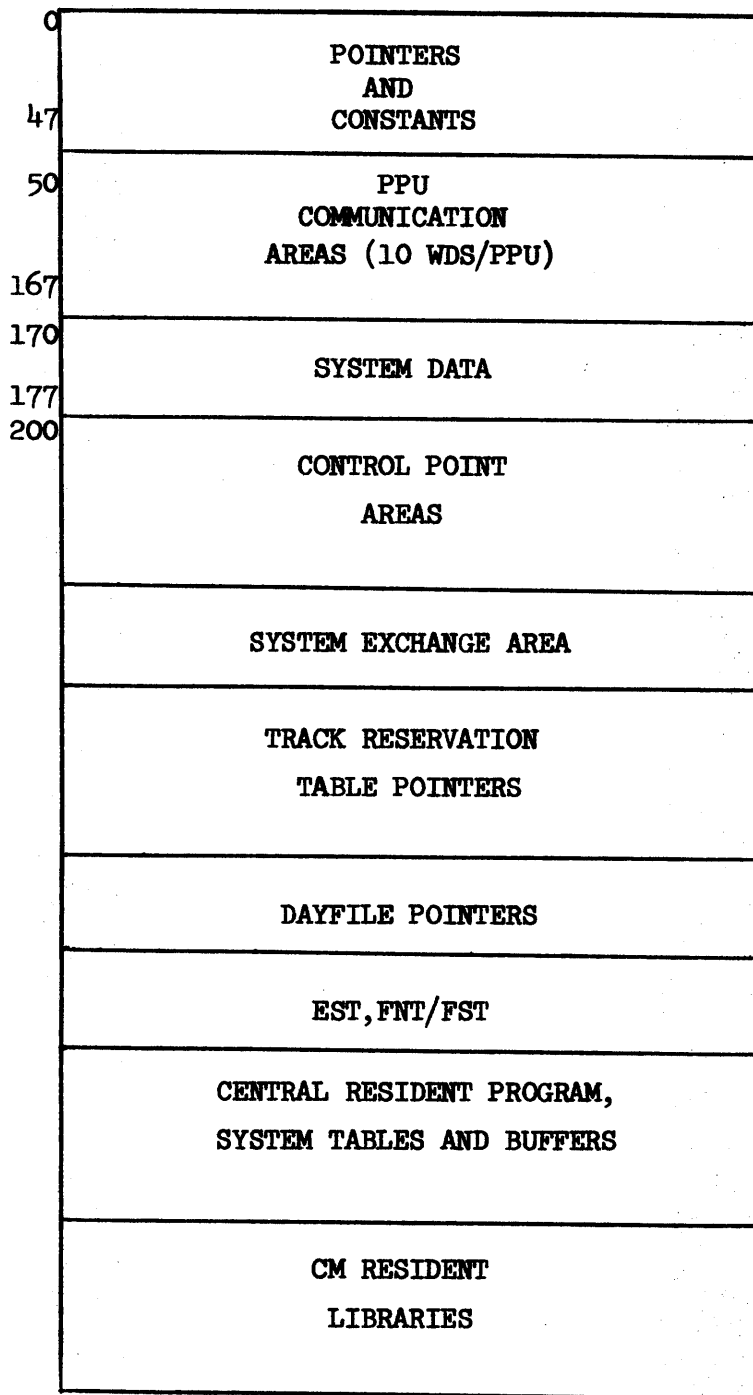 0
POINTERS
AND
47
CONSTANTS
50
PPU
COMMUNICATION
AREAS (10 WDS/PPU)
167
170
SYSTEM DATA
177
200
CONTROL POINT
AREAS
SYSTEM EXCHANGE AREA
TRACK RESERVATION
TABLE POINTERS
DAYFILE POINTERS
EST,FNT/FST
CENTRAL RESIDENT PROGRAM,
SYSTEM TABLES AND BUFFERS
CM RESIDENT
LIBRARIES